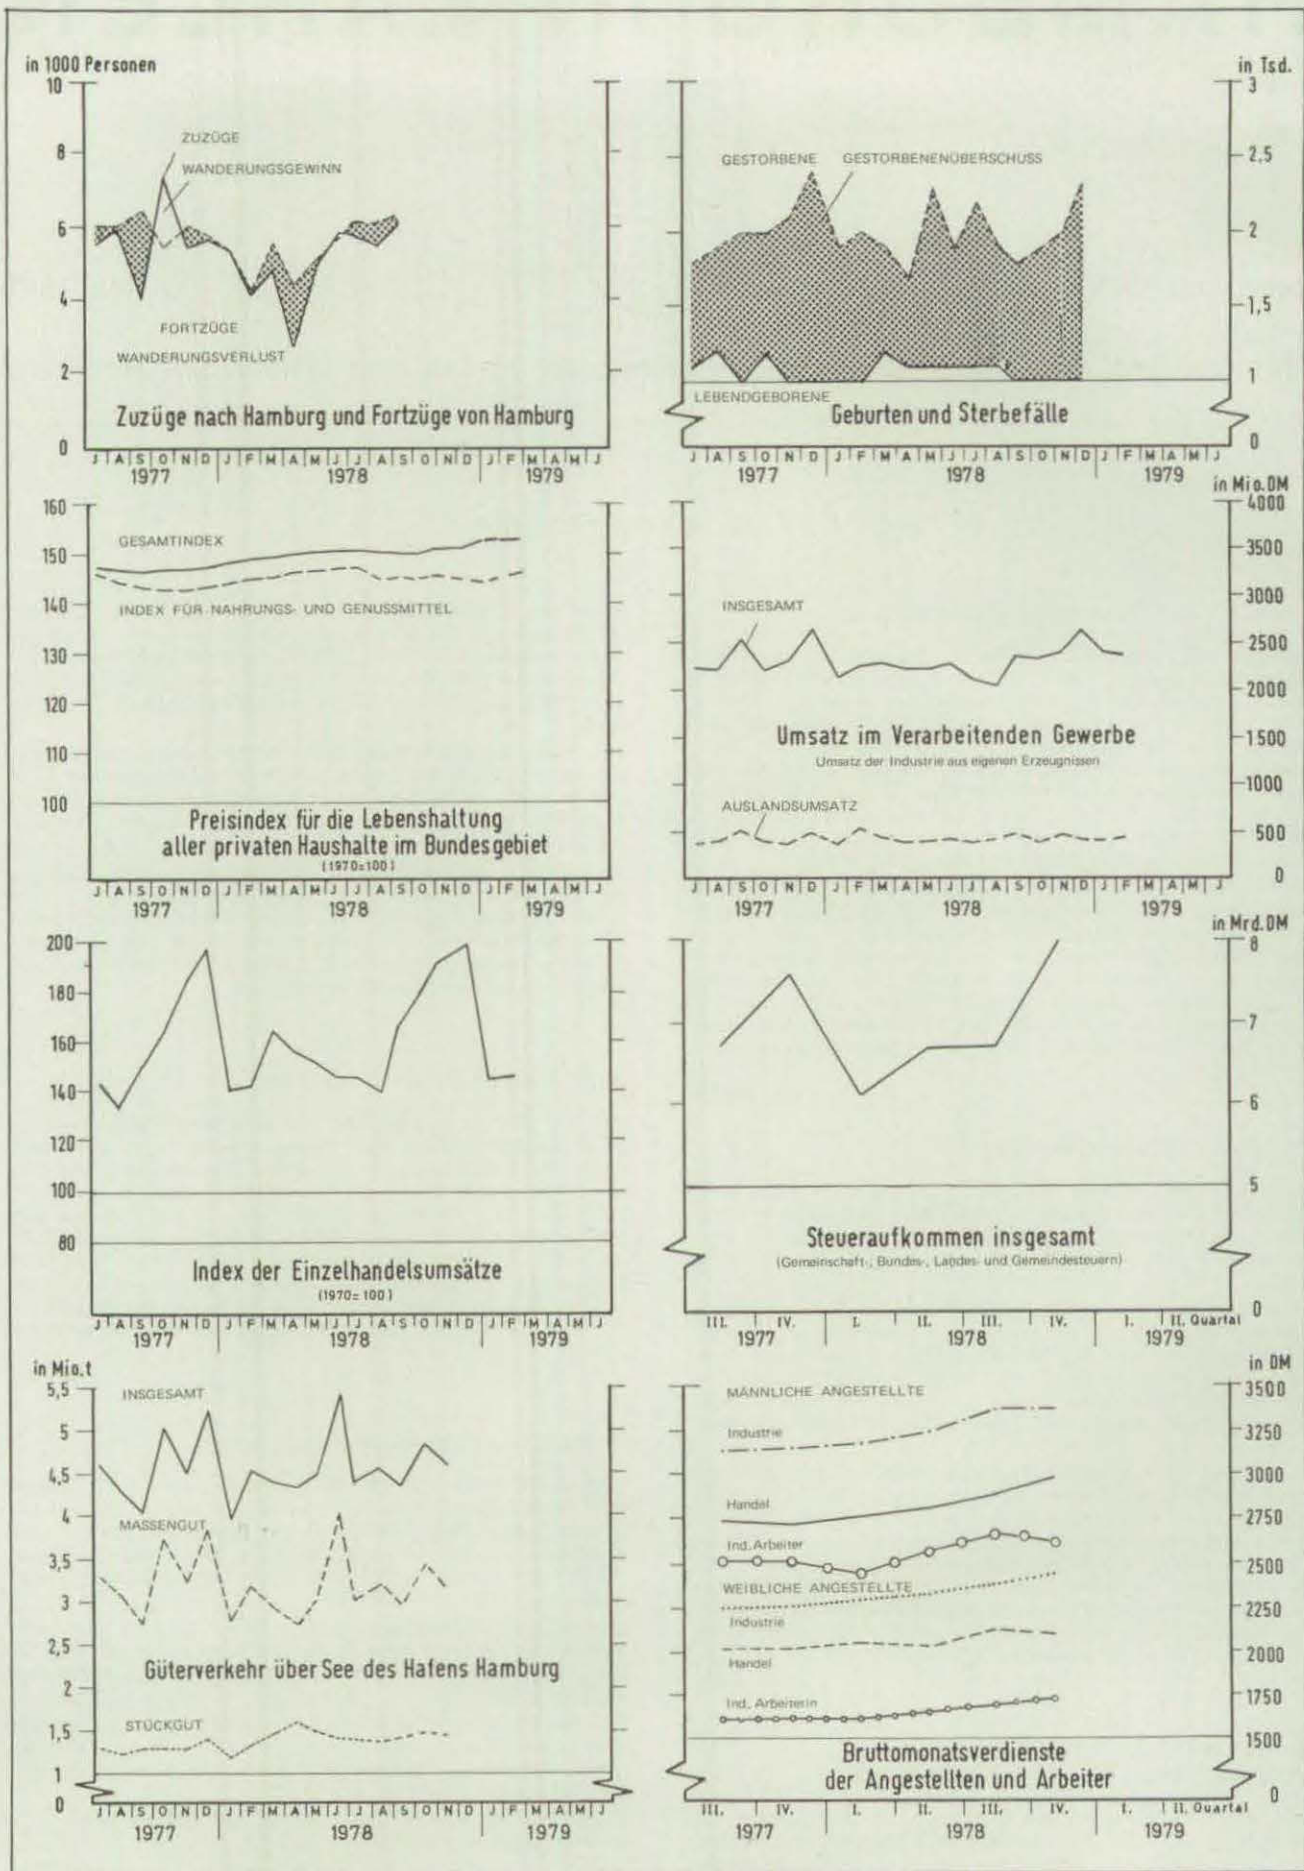 in 1000 Personen
10
8
6
4
2
0
ZUZÜGE
WANDERUNGSGEWINN
FORTZÜGE
WANDERUNGSVERLUST
Zuzüge nach Hamburg und Fortzüge von Hamburg
J A S O N D J F M A M J J A S O N D J F M A M J
1977 1978 1979
in Tsd.
3
2,5
2
1,5
1
0
GESTORBENE GESTORBENENÜBERSCHUSS
LEBENDGEBORENE
Geburten und Sterbefälle
J A S O N D J F M A M J J A S O N D J F M A M J
1977 1978 1979
160
150
140
130
120
110
100
GESAMTINDEX
INDEX FÜR NAHRUNGS- UND GENUSSMITTEL
Preisindex für die Lebenshaltung
aller privaten Haushalte im Bundesgebiet
(1970=100)
J A S O N D J F M A M J J A S O N D J F M A M J
1977 1978 1979
in Mio. DM
4000
3500
3000
2500
2000
1500
1000
500
0
INSGESAMT
Umsatz im Verarbeitenden Gewerbe
Umsatz der Industrie aus eigenen Erzeugnissen
AUSLANDSUMSATZ
J A S O N D J F M A M J J A S O N D J F M A M J
1977 1978 1979
200
180
160
140
120
100
80
Index der Einzelhandelsumsätze
(1970=100)
J A S O N D J F M A M J J A S O N D J F M A M J
1977 1978 1979
in Mrd. DM
8
7
6
5
0
Steueraufkommen insgesamt
(Gemeinschaft-, Bundes-, Landes- und Gemeindesteuern)
III. IV. I. II. III. IV. I. II. Quartal
1977 1978 1979
in Mio. t
5,5
5
4,5
4
3,5
3
2,5
2
1,5
1
0
INSGESAMT
MASSENGUT
Güterverkehr über See des Hafens Hamburg
STÜCKGUT
J A S O N D J F M A M J J A S O N D J F M A M J
1977 1978 1979
in DM
3500
3250
3000
2750
2500
2250
2000
1750
1500
0
MÄNNLICHE ANGESTELLTE
Industrie
Handel
Ind. Arbeiter
WEIBLICHE ANGESTELLTE
Industrie
Handel
Ind. Arbeiterin
Bruttomonatsverdienste
der Angestellten und Arbeiter
III. IV. I. II. III. IV. I. II. Quartal
1977 1978 1979